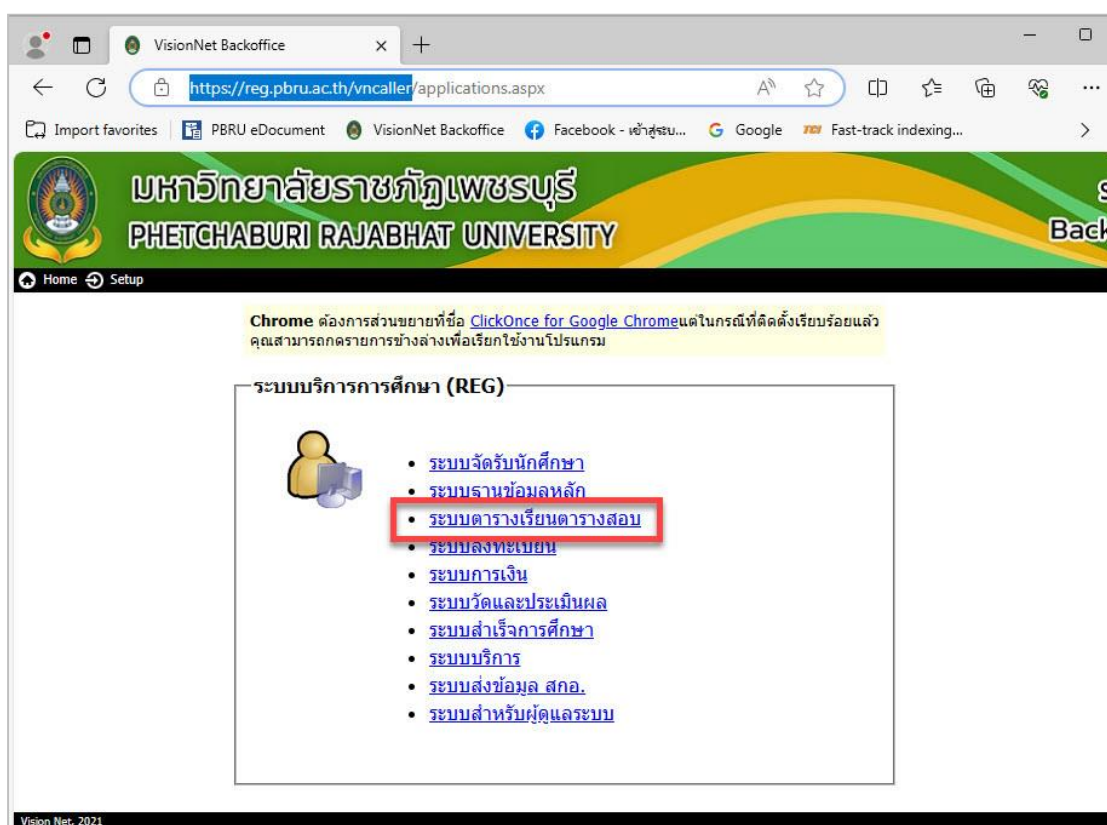 VisionNet Backoffice
https://reg.pbru.ac.th/vncaller/applications.aspx
Import favorites PBRU eDocument VisionNet Backoffice Facebook - เข้าสู่ระบ... Google Fast-track indexing...
มหาวิทยาลัยราชภัฏเพชรบุรี
PHETCHABURI RAJABHAT UNIVERSITY
Back
Home Setup
Chrome ต้องการส่วนขยายที่ชื่อ ClickOnce for Google Chromeแต่ในกรณีที่ติดตั้งเรียบร้อยแล้ว
คุณสามารถกดรายการข้างล่างเพื่อเรียกใช้งานโปรแกรม
ระบบบริการการศึกษา (REG)
• ระบบจัดรับนักศึกษา
• ระบบฐานข้อมูลหลัก
• ระบบตารางเรียนตารางสอบ
• ระบบลงทะเบียน
• ระบบการเงิน
• ระบบวัดและประเมินผล
• ระบบสำเร็จการศึกษา
• ระบบบริการ
• ระบบส่งข้อมูล สกอ.
• ระบบสำหรับผู้ดูแลระบบ
Vision Net, 2021